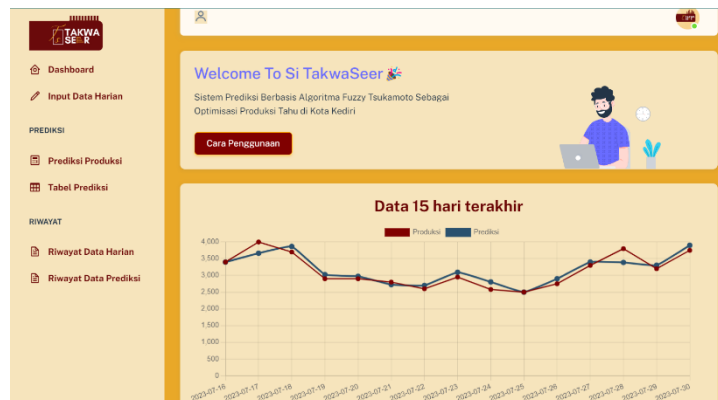 TAKWA
SEER
Dashboard
Input Data Harian
PREDIKSI
Prediksi Produksi
Tabel Prediksi
RIWAYAT
Riwayat Data Harian
Riwayat Data Prediksi
Welcome To Si TakwaSeer 🎉
Sistem Prediksi Berbasis Algoritma Fuzzy Tsukamoto Sebagai
Optimisasi Produksi Tahu di Kota Kediri
Cara Penggunaan
Data 15 hari terakhir
Produksi Prediksi
4,000
3,500
3,000
2,500
2,000
1,500
1,000
500
0
2023-07-16 2023-07-17 2023-07-18 2023-07-19 2023-07-20 2023-07-21 2023-07-22 2023-07-23 2023-07-24 2023-07-25 2023-07-26 2023-07-27 2023-07-28 2023-07-29 2023-07-30